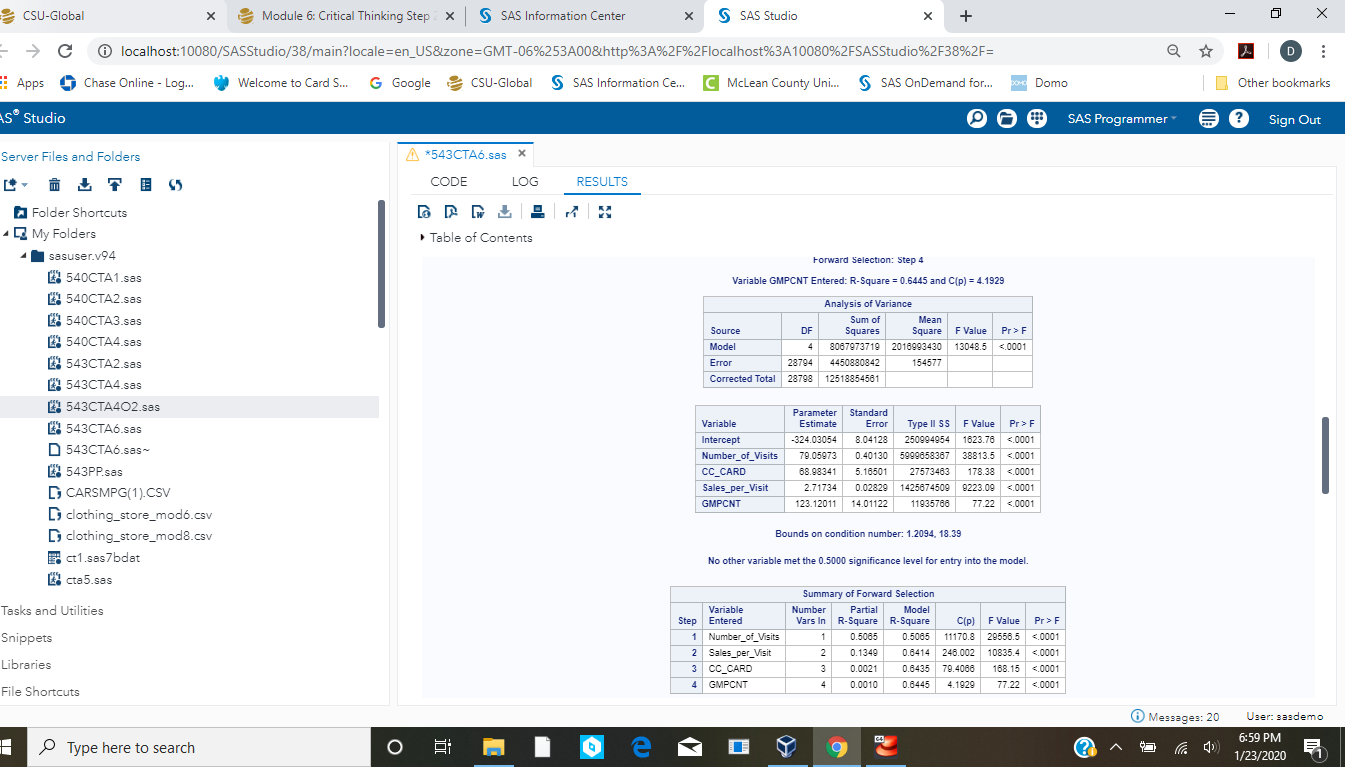 CSU-Global Module 6: Critical Thinking Step SAS Information Center SAS Studio
localhost:10080/SASStudio/38/main?locale=en_US&zone=GMT-06%253A00&http%3A%2F%2Flocalhost%3A10080%2FSASStudio%2F38%2F=
D
Apps Chase Online - Log... Welcome to Card S... Google CSU-Global SAS Information Ce... McLean County Uni... SAS OnDemand for... Domo Other bookmarks
AS® Studio SAS Programmer Sign Out
Server Files and Folders
Folder Shortcuts
My Folders
sasuser.v94
540CTA1.sas
540CTA2.sas
540CTA3.sas
540CTA4.sas
543CTA2.sas
543CTA4.sas
543CTA4O2.sas
543CTA6.sas
543CTA6.sas~
543PP.sas
CARSMPG(1).CSV
clothing_store_mod6.csv
clothing_store_mod8.csv
ct1.sas7bdat
cta5.sas
Tasks and Utilities
Snippets
Libraries
File Shortcuts
*543CTA6.sas
CODE LOG RESULTS
Table of Contents
Forward Selection: Step 4
Variable GMPCNT Entered: R-Square = 0.6445 and C(p) = 4.1929
Analysis of Variance
Source DF Sum of Squares Mean Square F Value Pr > F
Model 4 8067973719 2016993430 13048.5 <.0001
Error 28794 4450880842 154577
Corrected Total 28798 12518854561
Variable Parameter Estimate Standard Error Type II SS F Value Pr > F
Intercept -324.03054 8.04128 250994954 1623.76 <.0001
Number_of_Visits 79.05973 0.40130 5999658367 38813.5 <.0001
CC_CARD 68.98341 5.16501 27573463 178.38 <.0001
Sales_per_Visit 2.71734 0.02829 1425674509 9223.09 <.0001
GMPCNT 123.12011 14.01122 11935766 77.22 <.0001
Bounds on condition number: 1.2094, 18.39
No other variable met the 0.5000 significance level for entry into the model.
Summary of Forward Selection
Step Variable Entered Number Vars In Partial R-Square Model R-Square C(p) F Value Pr > F
1 Number_of_Visits 1 0.5065 0.5065 11170.8 29556.5 <.0001
2 Sales_per_Visit 2 0.1349 0.6414 246.002 10835.4 <.0001
3 CC_CARD 3 0.0021 0.6435 79.4066 168.15 <.0001
4 GMPCNT 4 0.0010 0.6445 4.1929 77.22 <.0001
Messages: 20 User: sasdemo
Type here to search
6:59 PM
1/23/2020
1